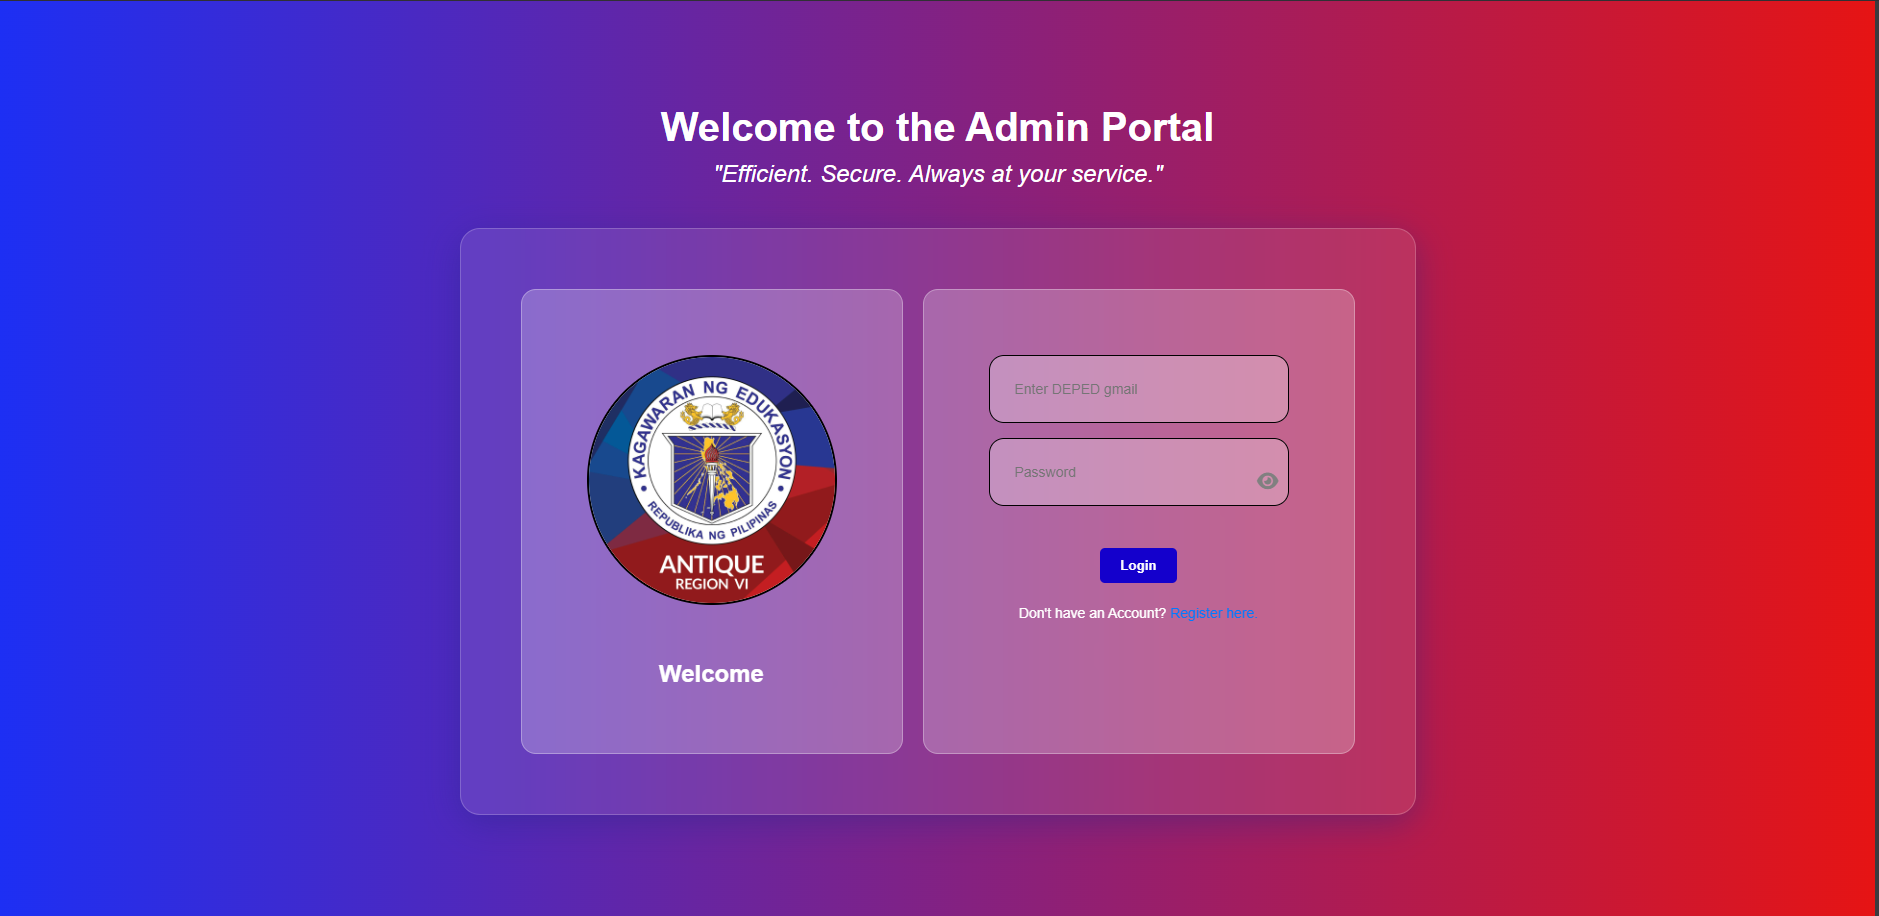 Welcome to the Admin Portal
"Efficient. Secure. Always at your service."
KAGAWARAN NG EDUKASYON
REPUBLIKA NG PILIPINAS
ANTIQUE
REGION VI
Welcome
Enter DEPED gmail
Password
Login
Don't have an Account? Register here.